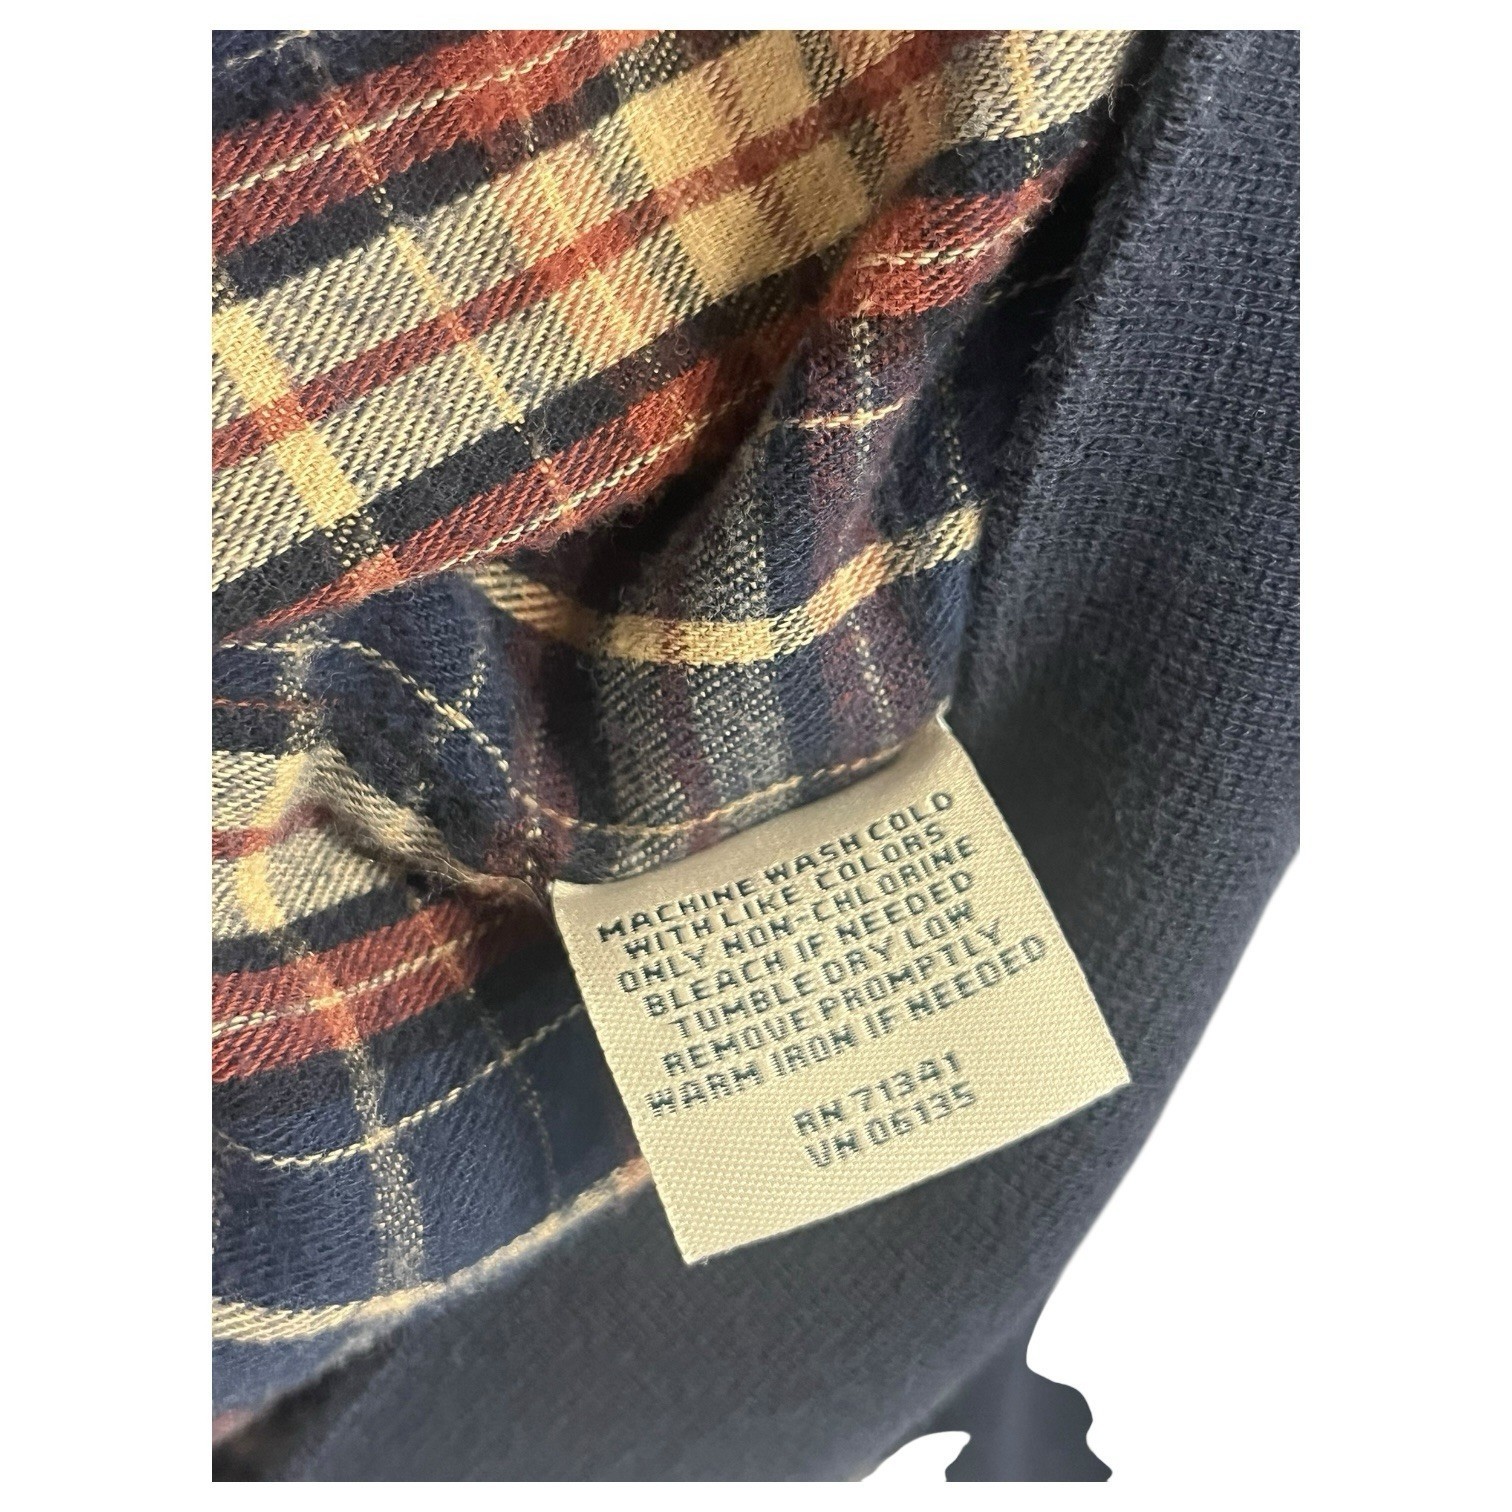 MACHINE WASH COLD
WITH LIKE COLORS
ONLY NON-CHLORINE
BLEACH IF NEEDED
TUMBLE DRY LOW
REMOVE PROMPTLY
WARM IRON IF NEEDED
RN 71341
VN 06135